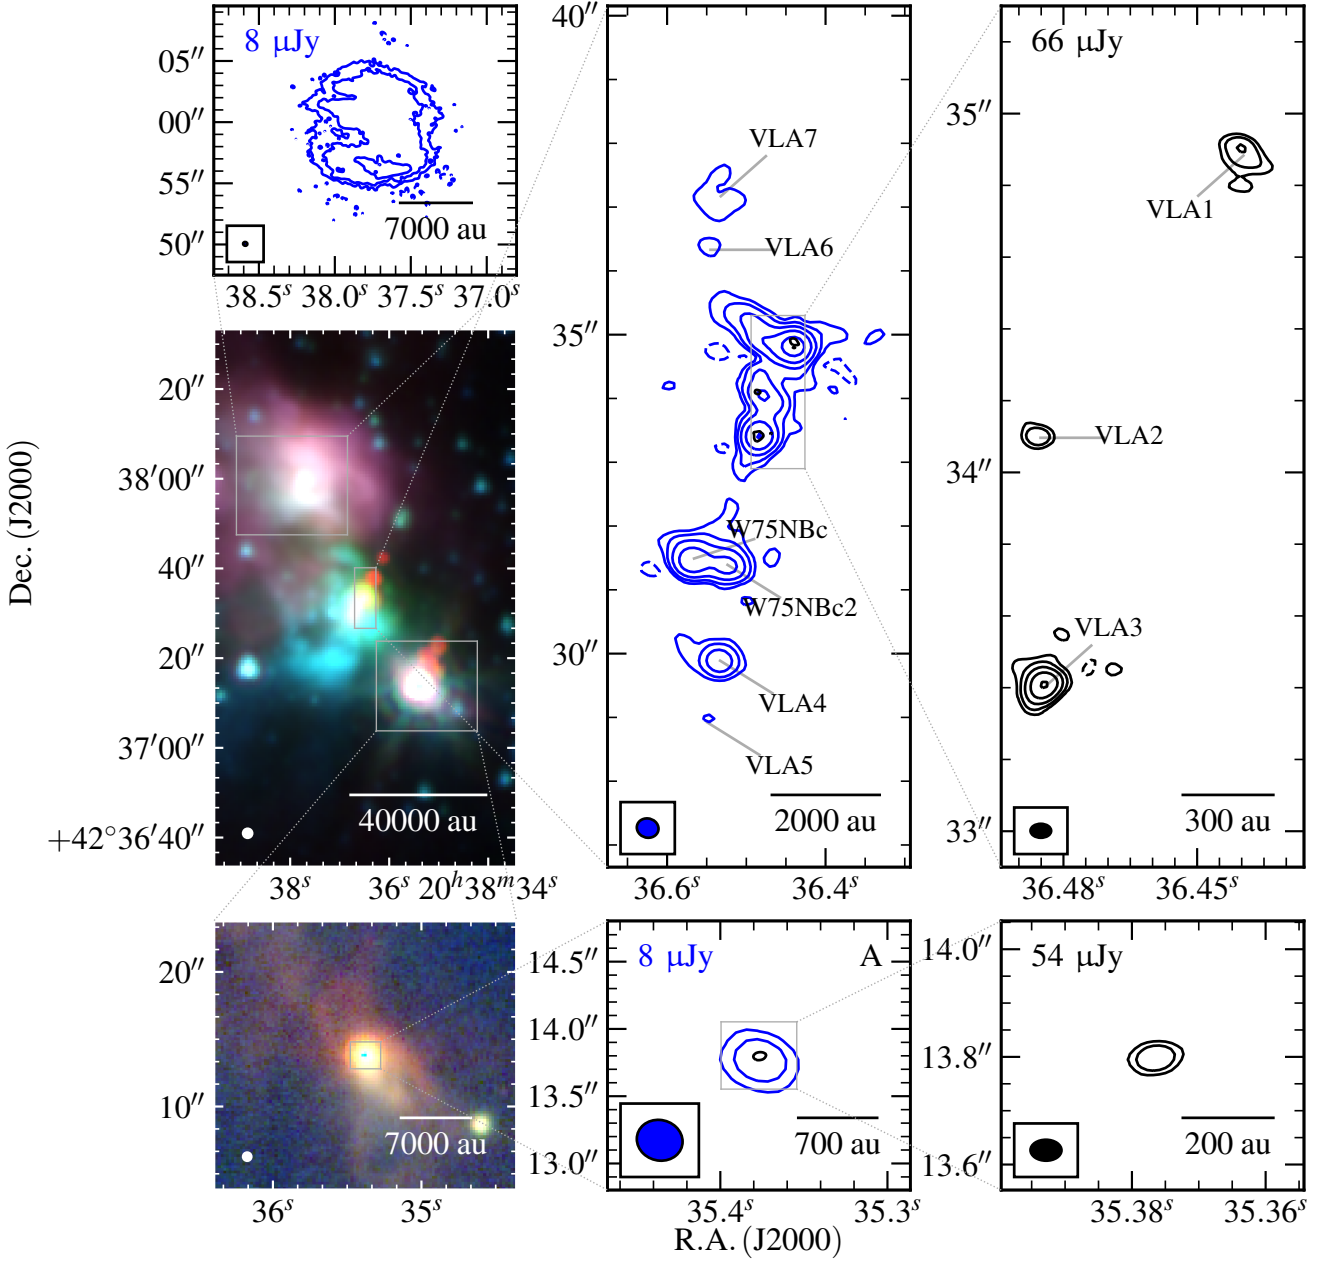 8 μJy
05″
00″
55″
50″
7000 au
38.5ˢ 38.0ˢ 37.5ˢ 37.0ˢ
Dec. (J2000)
20″
38′00″
40″
20″
37′00″
+42°36′40″
40000 au
38ˢ 36ˢ 20ʰ38ᵐ34ˢ
40″
35″
30″
VLA7
VLA6
W75NBc
W75NBc2
VLA4
VLA5
2000 au
36.6ˢ 36.4ˢ
66 μJy
35″
34″
33″
VLA1
VLA2
VLA3
300 au
36.48ˢ 36.45ˢ
20″
10″
7000 au
36ˢ 35ˢ
8 μJy A
14.5″
14.0″
13.5″
13.0″
700 au
35.4ˢ 35.3ˢ
R.A. (J2000)
54 μJy
14.0″
13.8″
13.6″
200 au
35.38ˢ 35.36ˢ